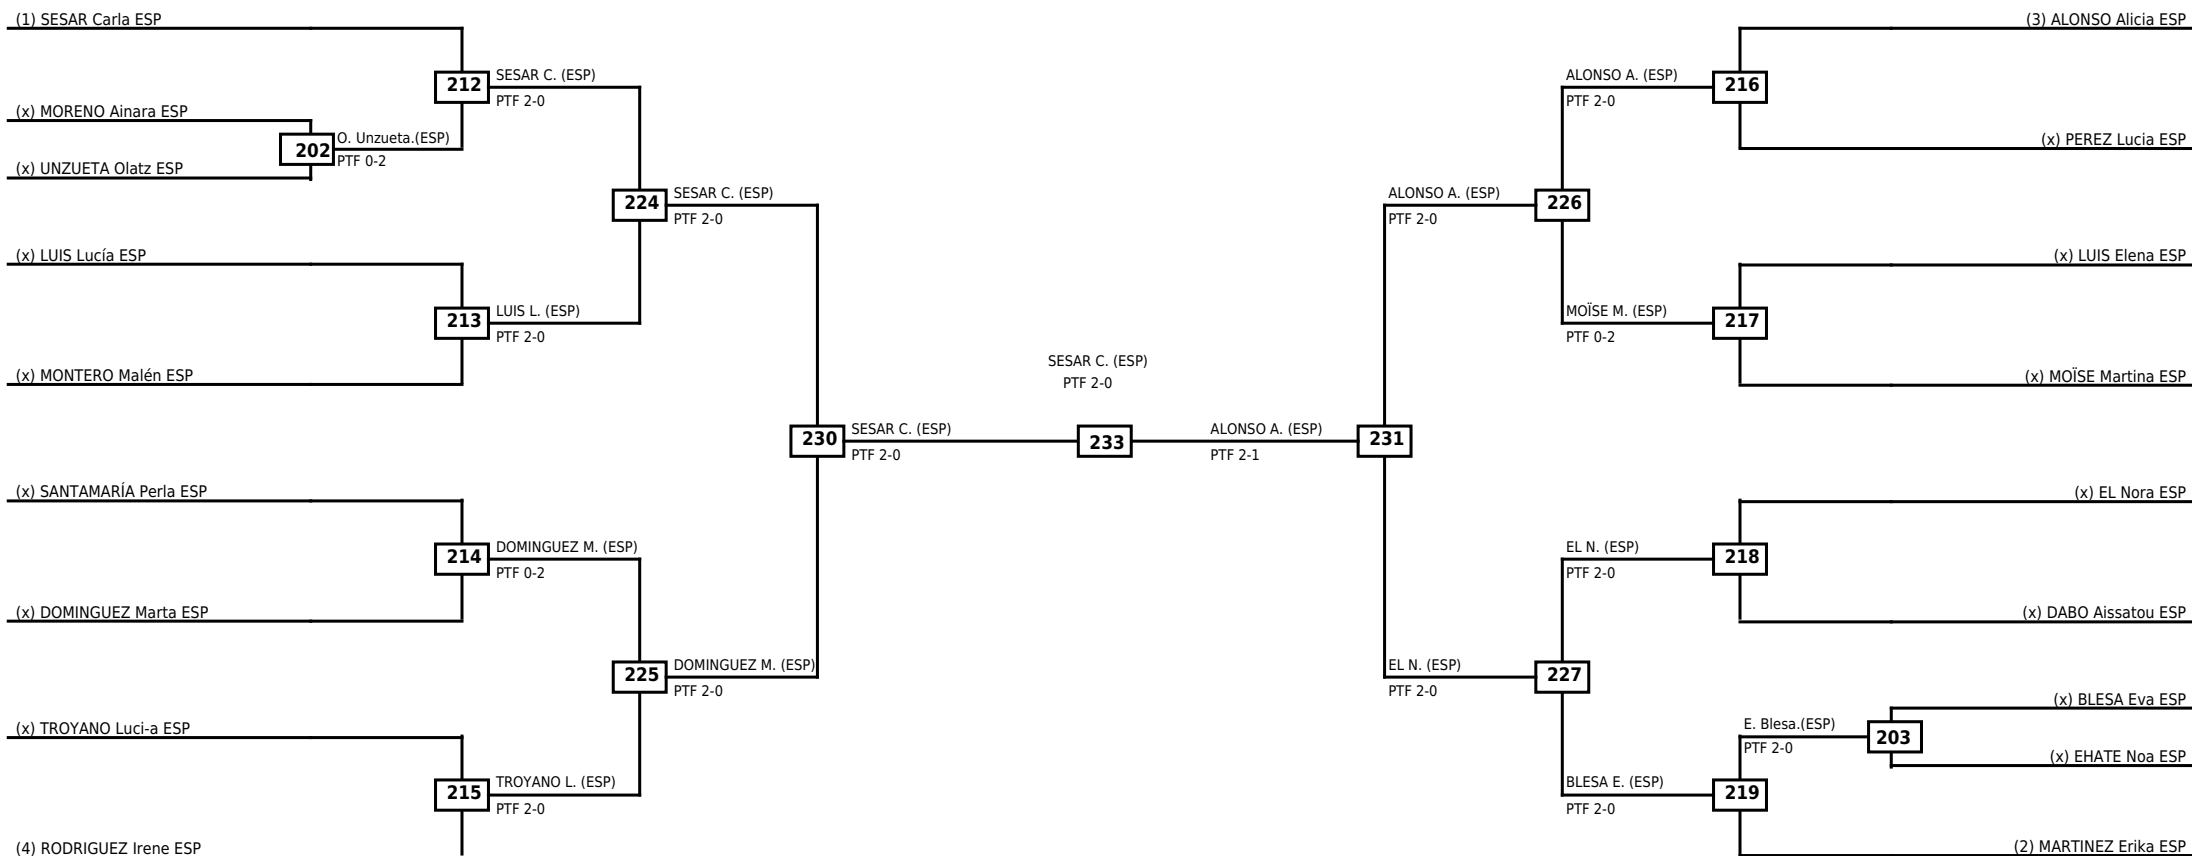 (1) SESAR Carla ESP
(3) ALONSO Alicia ESP
SESAR C. (ESP)
212
PTF 2-0
ALONSO A. (ESP)
216
PTF 2-0
(x) MORENO Ainara ESP
O. Unzueta.(ESP)
202
PTF 0-2
(x) UNZUETA Olatz ESP
(x) PEREZ Lucia ESP
SESAR C. (ESP)
224
PTF 2-0
ALONSO A. (ESP)
226
PTF 2-0
(x) LUIS Lucía ESP
(x) LUIS Elena ESP
LUIS L. (ESP)
213
PTF 2-0
MOÏSE M. (ESP)
217
PTF 0-2
(x) MONTERO Malén ESP
(x) MOÏSE Martina ESP
SESAR C. (ESP)
PTF 2-0
230
SESAR C. (ESP)
PTF 2-0
233
ALONSO A. (ESP)
PTF 2-1
231
(x) SANTAMARÍA Perla ESP
(x) EL Nora ESP
DOMINGUEZ M. (ESP)
214
PTF 0-2
EL N. (ESP)
218
PTF 2-0
(x) DOMINGUEZ Marta ESP
(x) DABO Aissatou ESP
DOMINGUEZ M. (ESP)
225
PTF 2-0
EL N. (ESP)
227
PTF 2-0
(x) TROYANO Luci-a ESP
(x) BLESA Eva ESP
E. Blesa.(ESP)
203
PTF 2-0
(x) EHATE Noa ESP
TROYANO L. (ESP)
215
PTF 2-0
BLESA E. (ESP)
219
PTF 2-0
(4) RODRIGUEZ Irene ESP
(2) MARTINEZ Erika ESP